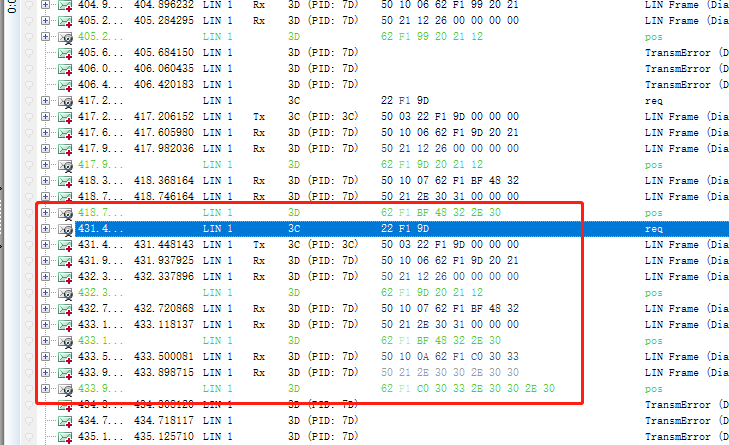 0:0
404.9... 404.896232 LIN 1 Rx 3D (PID: 7D) 50 10 06 62 F1 99 20 21 LIN Frame (Dia
405.2... 405.284295 LIN 1 Rx 3D (PID: 7D) 50 21 12 26 00 00 00 00 LIN Frame (Dia
405.2... LIN 1 3D 62 F1 99 20 21 12 pos
405.6... 405.684150 LIN 1 3D (PID: 7D) TransmError (D
406.0... 406.060435 LIN 1 3D (PID: 7D) TransmError (D
406.4... 406.420183 LIN 1 3D (PID: 7D) TransmError (D
417.2... LIN 1 3C 22 F1 9D req
417.2... 417.206152 LIN 1 Tx 3C (PID: 3C) 50 03 22 F1 9D 00 00 00 LIN Frame (Dia
417.6... 417.605980 LIN 1 Rx 3D (PID: 7D) 50 10 06 62 F1 9D 20 21 LIN Frame (Dia
417.9... 417.982036 LIN 1 Rx 3D (PID: 7D) 50 21 12 26 00 00 00 00 LIN Frame (Dia
417.9... LIN 1 3D 62 F1 9D 20 21 12 pos
418.3... 418.368164 LIN 1 Rx 3D (PID: 7D) 50 10 07 62 F1 BF 48 32 LIN Frame (Dia
418.7... 418.746164 LIN 1 Rx 3D (PID: 7D) 50 21 2E 30 31 00 00 00 LIN Frame (Dia
418.7... LIN 1 3D 62 F1 BF 48 32 2E 30 pos
431.4... LIN 1 3C 22 F1 9D req
431.4... 431.448143 LIN 1 Tx 3C (PID: 3C) 50 03 22 F1 9D 00 00 00 LIN Frame (Dia
431.9... 431.937925 LIN 1 Rx 3D (PID: 7D) 50 10 06 62 F1 9D 20 21 LIN Frame (Dia
432.3... 432.337896 LIN 1 Rx 3D (PID: 7D) 50 21 12 26 00 00 00 00 LIN Frame (Dia
432.3... LIN 1 3D 62 F1 9D 20 21 12 pos
432.7... 432.720868 LIN 1 Rx 3D (PID: 7D) 50 10 07 62 F1 BF 48 32 LIN Frame (Dia
433.1... 433.118137 LIN 1 Rx 3D (PID: 7D) 50 21 2E 30 31 00 00 00 LIN Frame (Dia
433.1... LIN 1 3D 62 F1 BF 48 32 2E 30 pos
433.5... 433.500081 LIN 1 Rx 3D (PID: 7D) 50 10 0A 62 F1 C0 30 33 LIN Frame (Dia
433.9... 433.898715 LIN 1 Rx 3D (PID: 7D) 50 21 2E 30 30 2E 30 30 LIN Frame (Dia
433.9... LIN 1 3D 62 F1 C0 30 33 2E 30 30 2E 30 pos
434.3... 434.308120 LIN 1 3D (PID: 7D) TransmError (D
434.7... 434.718117 LIN 1 3D (PID: 7D) TransmError (D
435.1... 435.125710 LIN 1 3D (PID: 7D) TransmError (D